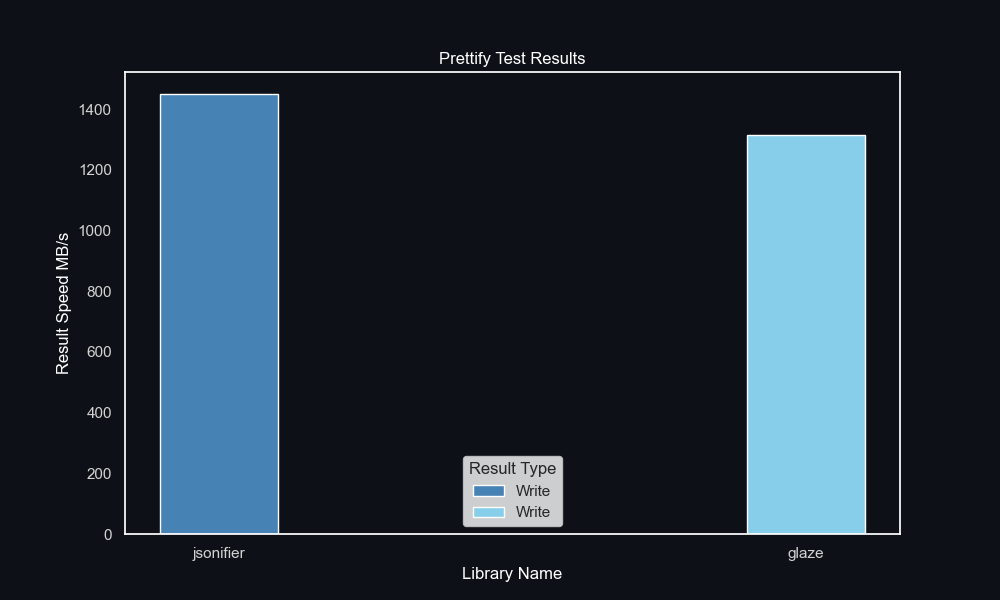 Prettify Test Results
Result Speed MB/s
1400
1200
1000
800
600
400
200
0
Result Type
Write
Write
jsonifier
glaze
Library Name